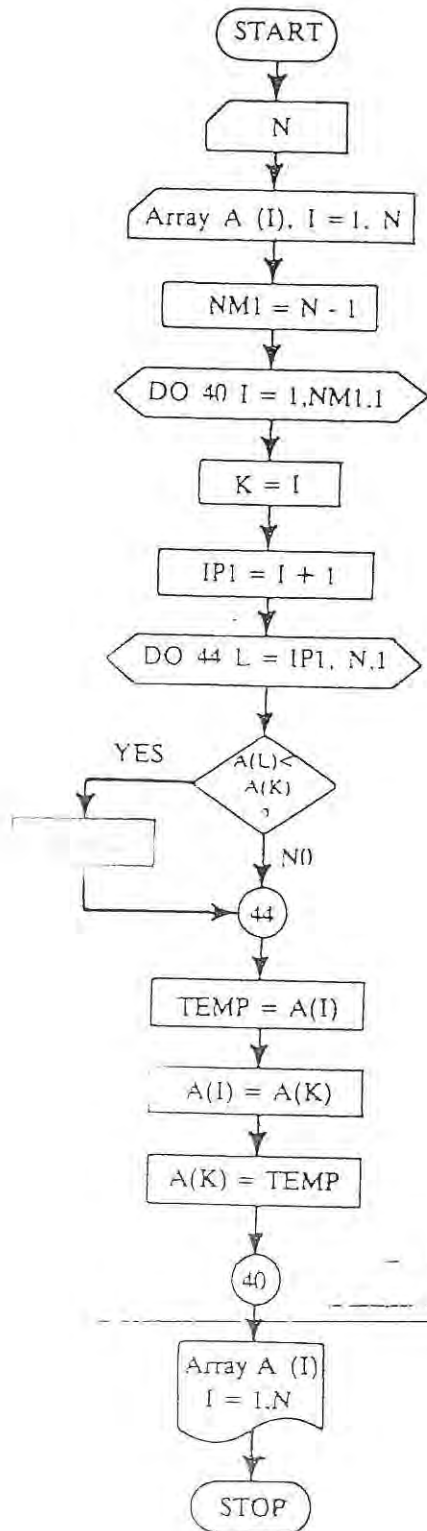 START
N
Array A (I), I = 1, N
NM1 = N - 1
DO 40 I = 1,NM1,1
K = I
IP1 = I + 1
DO 44 L = IP1, N,1
YES
A(L)<
A(K)
?
NO
44
TEMP = A(I)
A(I) = A(K)
A(K) = TEMP
40
Array A (I)
I = 1,N
STOP